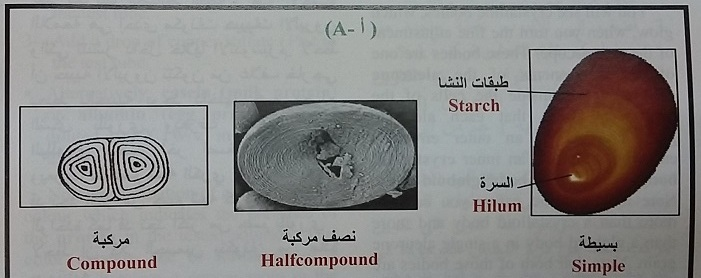 (A- أ)
طبقات النشا
Starch
السرة
Hilum
بسيطة
Simple
نصف مركبة
Halfcompound
مركبة
Compound